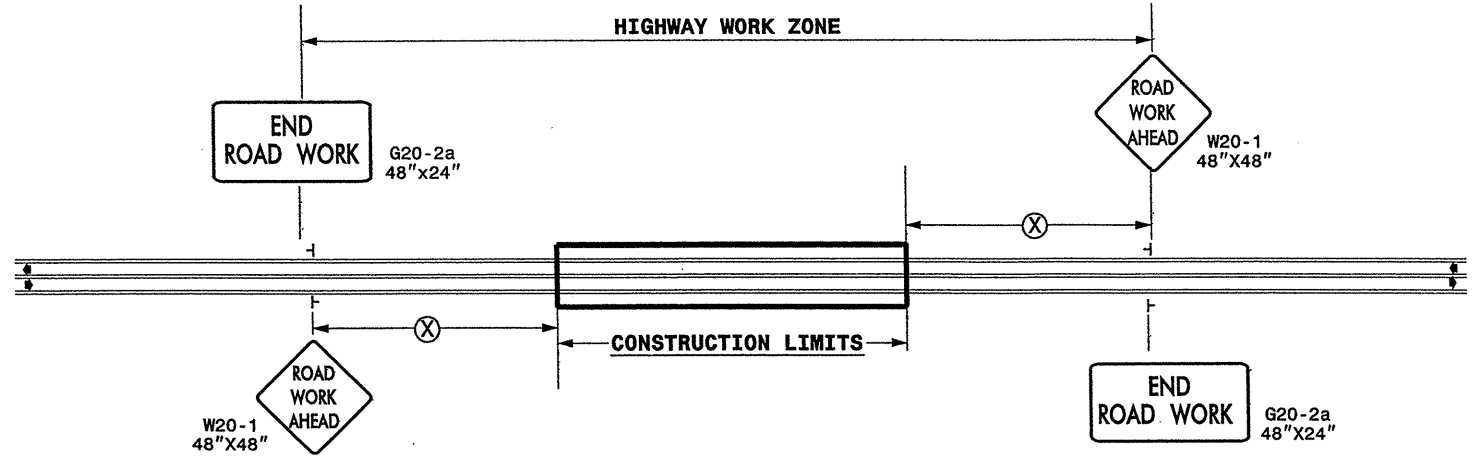 HIGHWAY WORK ZONE
END
ROAD WORK
G20-2a
48"x24"
ROAD
WORK
AHEAD
W20-1
48"X48"
X
X
CONSTRUCTION LIMITS
ROAD
WORK
AHEAD
W20-1
48"X48"
END
ROAD WORK
G20-2a
48"X24"